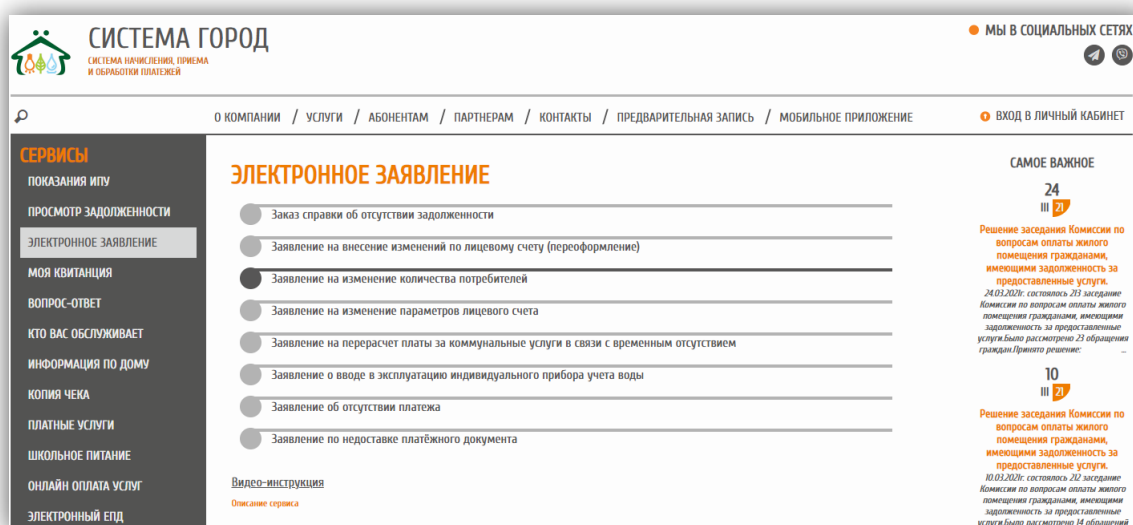 СИСТЕМА ГОРОД
СИСТЕМА НАЧИСЛЕНИЯ, ПРИЕМА
И ОБРАБОТКИ ПЛАТЕЖЕЙ
МЫ В СОЦИАЛЬНЫХ СЕТЯХ
О КОМПАНИИ / УСЛУГИ / АБОНЕНТАМ / ПАРТНЕРАМ / КОНТАКТЫ / ПРЕДВАРИТЕЛЬНАЯ ЗАПИСЬ / МОБИЛЬНОЕ ПРИЛОЖЕНИЕ
ВХОД В ЛИЧНЫЙ КАБИНЕТ
СЕРВИСЫ
ПОКАЗАНИЯ ИПУ
ПРОСМОТР ЗАДОЛЖЕННОСТИ
ЭЛЕКТРОННОЕ ЗАЯВЛЕНИЕ
МОЯ КВИТАНЦИЯ
ВОПРОС-ОТВЕТ
КТО ВАС ОБСЛУЖИВАЕТ
ИНФОРМАЦИЯ ПО ДОМУ
КОПИЯ ЧЕКА
ПЛАТНЫЕ УСЛУГИ
ШКОЛЬНОЕ ПИТАНИЕ
ОНЛАЙН ОПЛАТА УСЛУГ
ЭЛЕКТРОННЫЙ ЕПД
ЭЛЕКТРОННОЕ ЗАЯВЛЕНИЕ
Заказ справки об отсутствии задолженности
Заявление на внесение изменений по лицевому счету (переоформление)
Заявление на изменение количества потребителей
Заявление на изменение параметров лицевого счета
Заявление на перерасчет платы за коммунальные услуги в связи с временным отсутствием
Заявление о вводе в эксплуатацию индивидуального прибора учета воды
Заявление об отсутствии платежа
Заявление по недоставке платёжного документа
Видео-инструкция
Описание сервиса
САМОЕ ВАЖНОЕ
24
III 21
Решение заседания Комиссии по
вопросам оплаты жилого
помещения гражданами,
имеющими задолженность за
предоставленные услуги.
24.03.2021г. состоялось 213 заседание
Комиссии по вопросам оплаты жилого
помещения гражданами, имеющими
задолженность за предоставленные
услуги.Было рассмотрено 23 обращения
граждан.Принято решение: ...
10
III 21
Решение заседания Комиссии по
вопросам оплаты жилого
помещения гражданами,
имеющими задолженность за
предоставленные услуги.
10.03.2021г. состоялось 212 заседание
Комиссии по вопросам оплаты жилого
помещения гражданами, имеющими
задолженность за предоставленные
услуги.Было рассмотрено 14 обращений